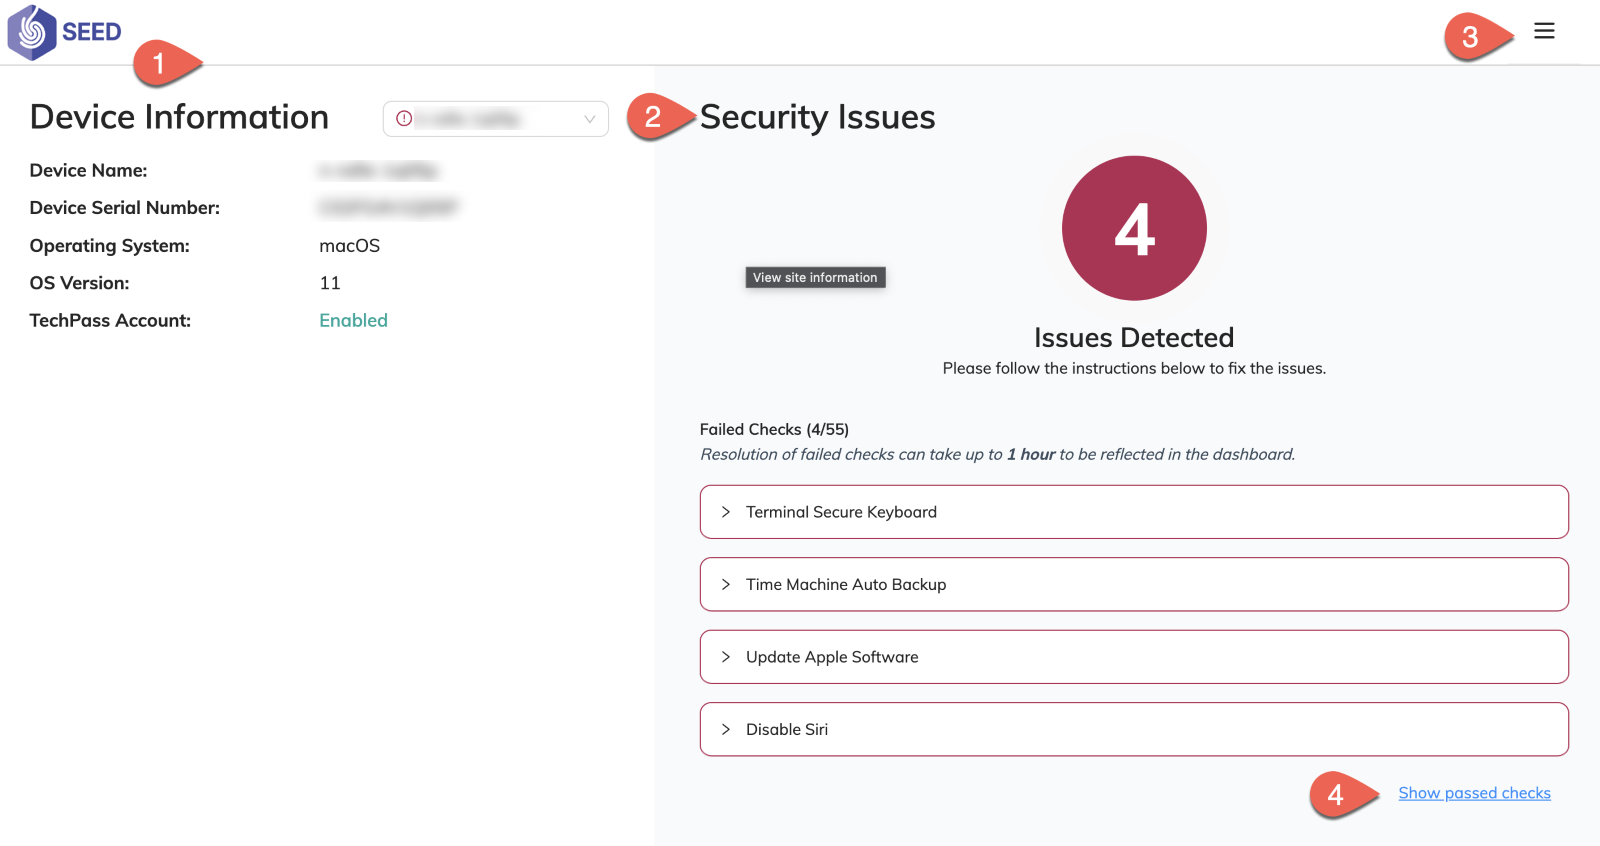 SEED
1
3
Device Information
2
Security Issues
Device Name:
Device Serial Number:
Operating System: macOS
OS Version: 11
TechPass Account: Enabled
4
View site information
Issues Detected
Please follow the instructions below to fix the issues.
Failed Checks (4/55)
Resolution of failed checks can take up to 1 hour to be reflected in the dashboard.
Terminal Secure Keyboard
Time Machine Auto Backup
Update Apple Software
Disable Siri
4
Show passed checks